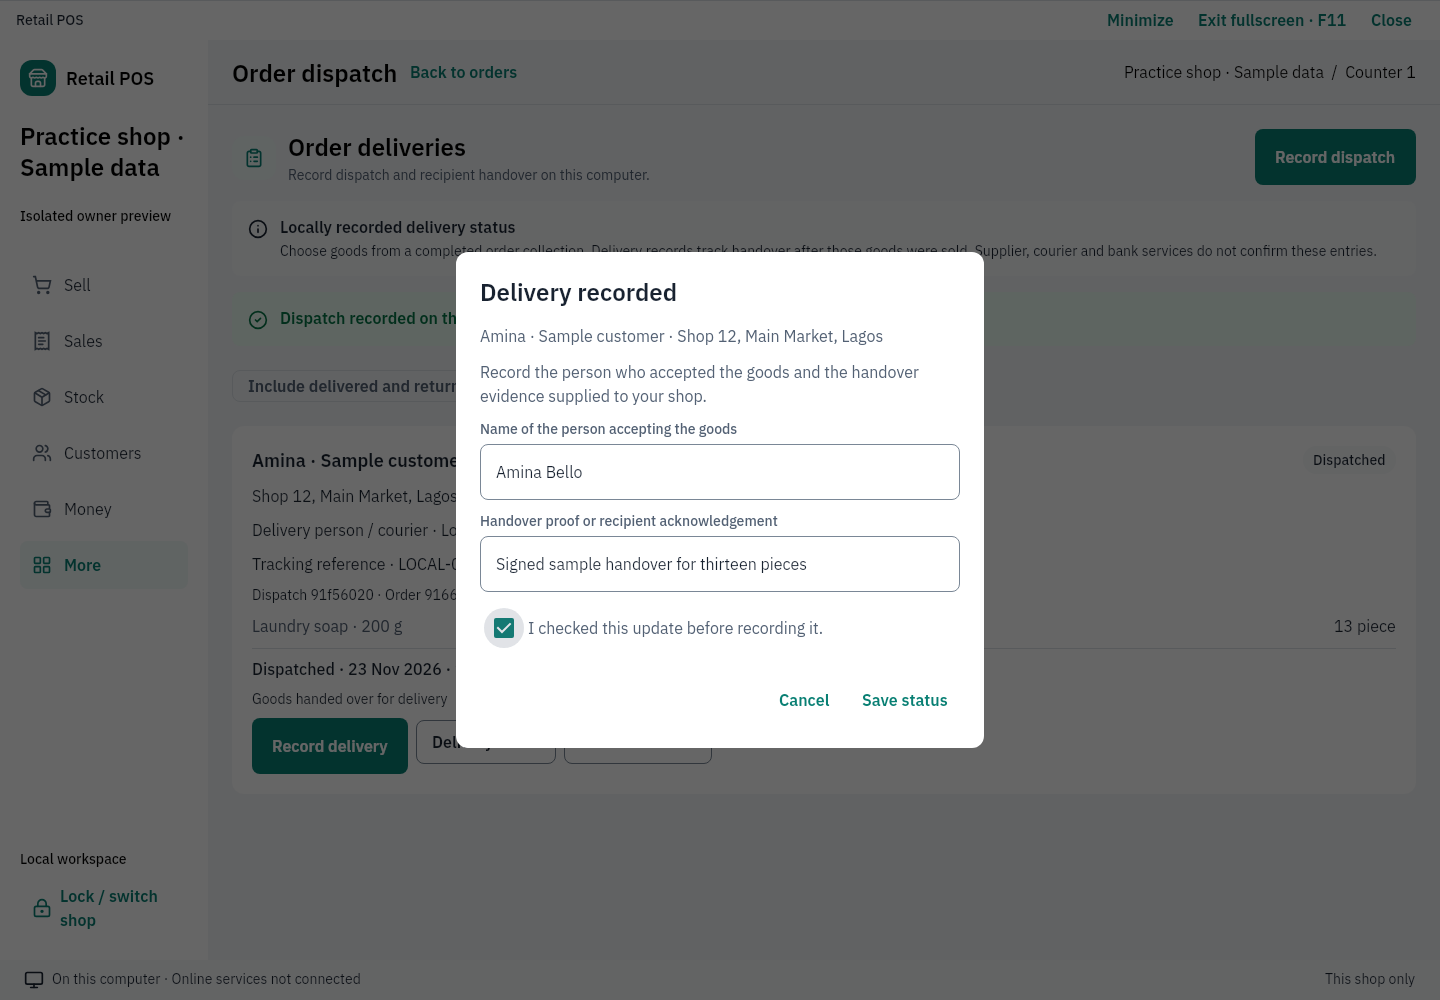 Retail POS
Minimize
Exit fullscreen · F11
Close
Retail POS
Order dispatch
Back to orders
Practice shop · Sample data / Counter 1
Practice shop ·
Sample data
Isolated owner preview
Sell
Sales
Stock
Customers
Money
More
Local workspace
Lock / switch
shop
Order deliveries
Record dispatch and recipient handover on this computer.
Record dispatch
Locally recorded delivery status
Choose goods from a completed order collection. Delivery records track handover after those goods were sold. Supplier, courier and bank services do not confirm these entries.
Dispatch recorded on
Include delivered and
Amina · Sample
Dispatched
Shop 12, Main Market, Lagos
Delivery person / courier ·
Tracking reference ·
Dispatch 91f56020 · Order
Laundry soap · 200 g
13 piece
Dispatched · 23 Nov 2026 ·
Goods handed over for delivery
Record delivery
Delivery recorded
Amina · Sample customer · Shop 12, Main Market, Lagos
Record the person who accepted the goods and the handover
evidence supplied to your shop.
Name of the person accepting the goods
Amina Bello
Handover proof or recipient acknowledgement
Signed sample handover for thirteen pieces
I checked this update before recording it.
Cancel
Save status
On this computer · Online services not connected
This shop only